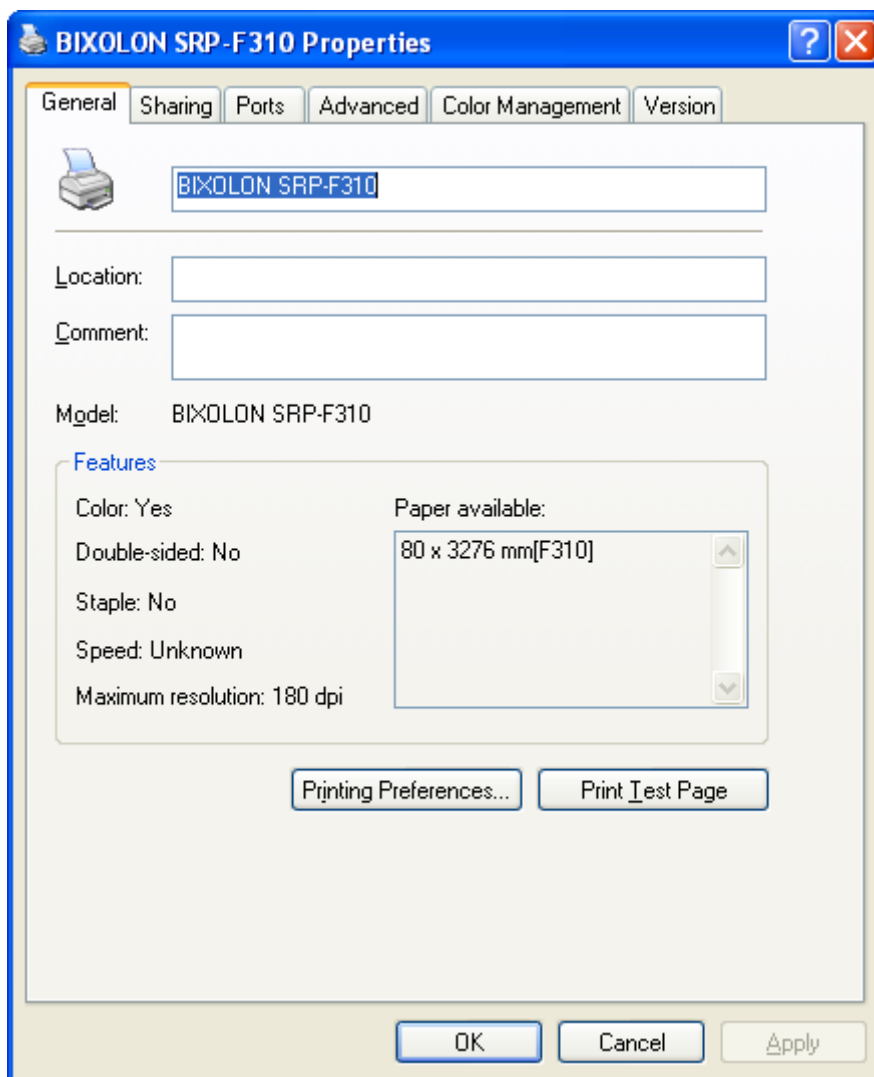 BIXOLON SRP-F310 Properties
General Sharing Ports Advanced Color Management Version
BIXOLON SRP-F310
Location:
Comment:
Model: BIXOLON SRP-F310
Features
Color: Yes
Paper available:
Double-sided: No
80 x 3276 mm[F310]
Staple: No
Speed: Unknown
Maximum resolution: 180 dpi
Printing Preferences... Print Test Page
OK Cancel Apply